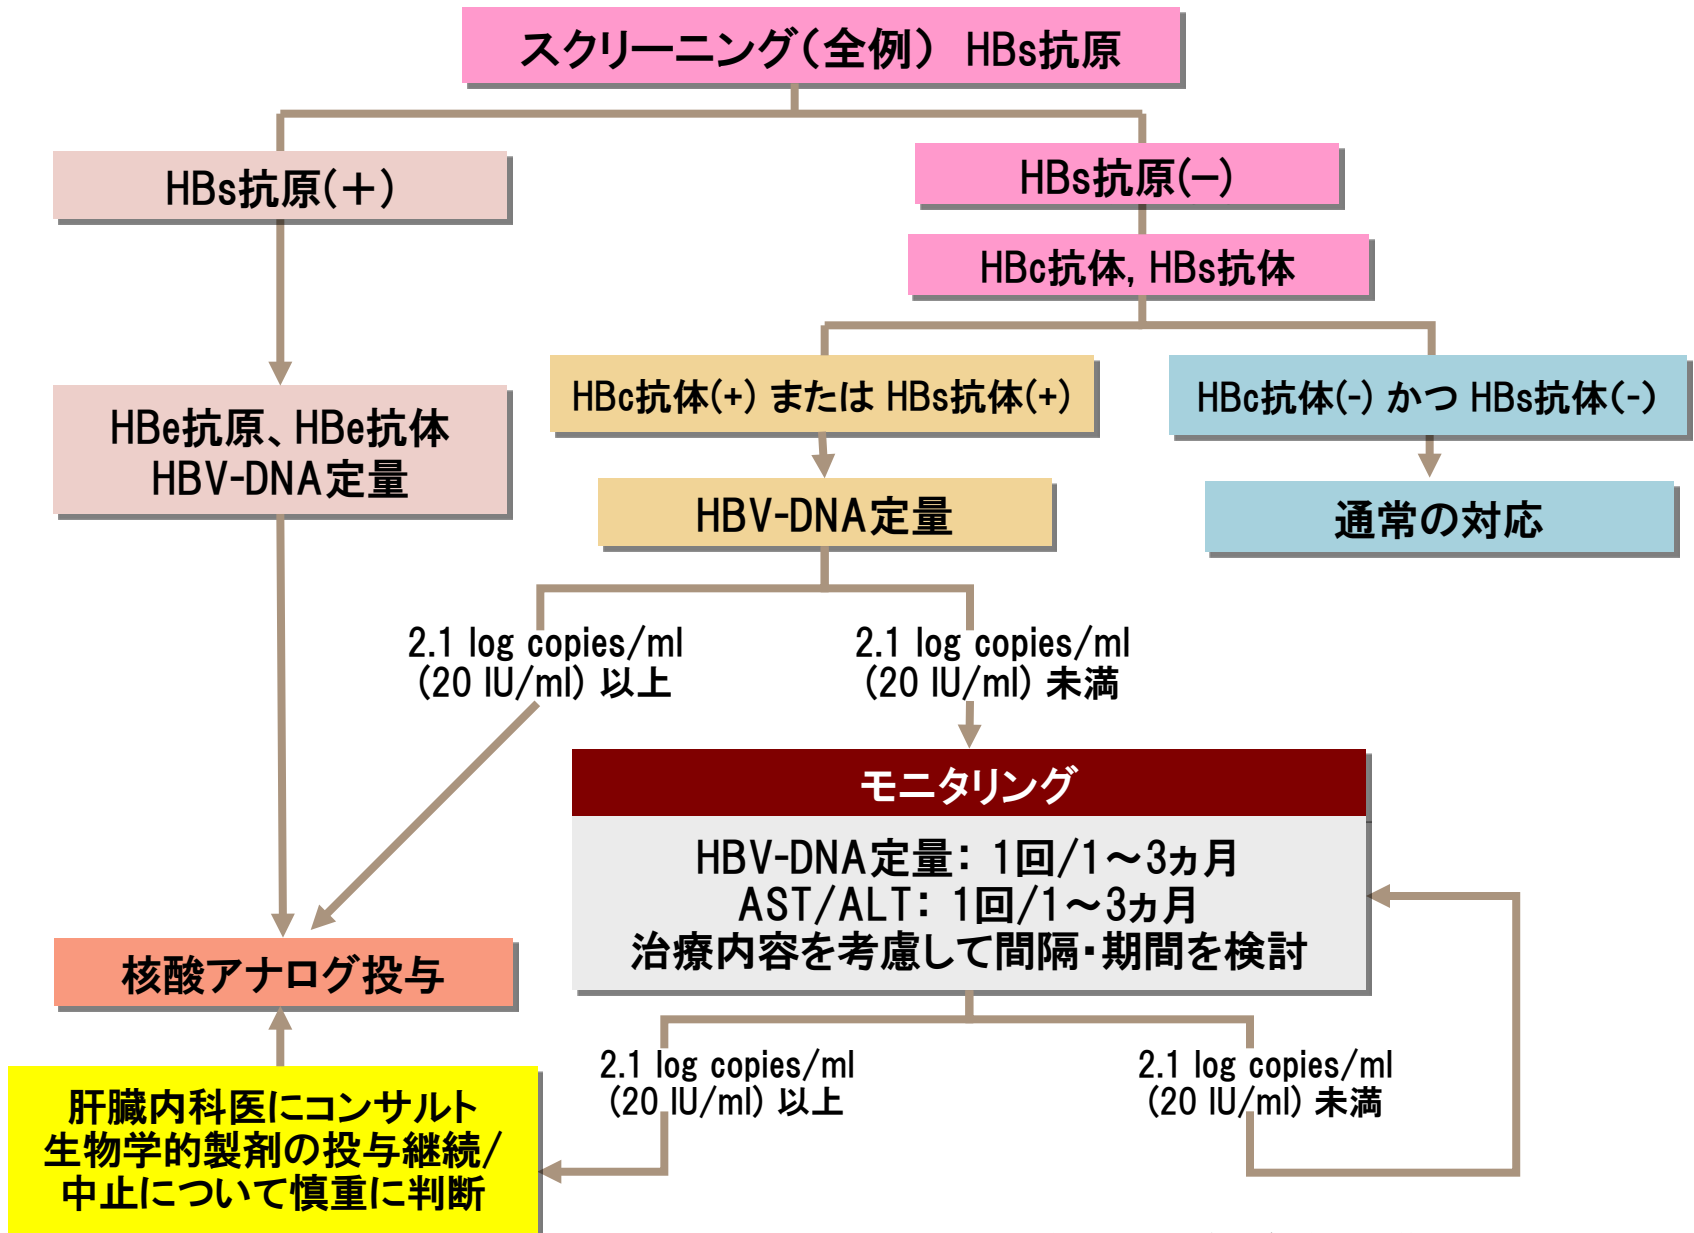 スクリーニング（全例） HBs抗原
HBs抗原(＋)
HBs抗原(－)
HBc抗体, HBs抗体
HBe抗原、HBe抗体
HBV-DNA定量
HBc抗体(+) または HBs抗体(+)
HBc抗体(-) かつ HBs抗体(-)
HBV-DNA定量
通常の対応
2.1 log copies/ml
(20 IU/ml) 以上
2.1 log copies/ml
(20 IU/ml) 未満
モニタリング
HBV-DNA定量： 1回/1～3ヵ月
AST/ALT： 1回/1～3ヵ月
治療内容を考慮して間隔・期間を検討
核酸アナログ投与
2.1 log copies/ml
(20 IU/ml) 以上
2.1 log copies/ml
(20 IU/ml) 未満
肝臓内科医にコンサルト
生物学的製剤の投与継続/
中止について慎重に判断